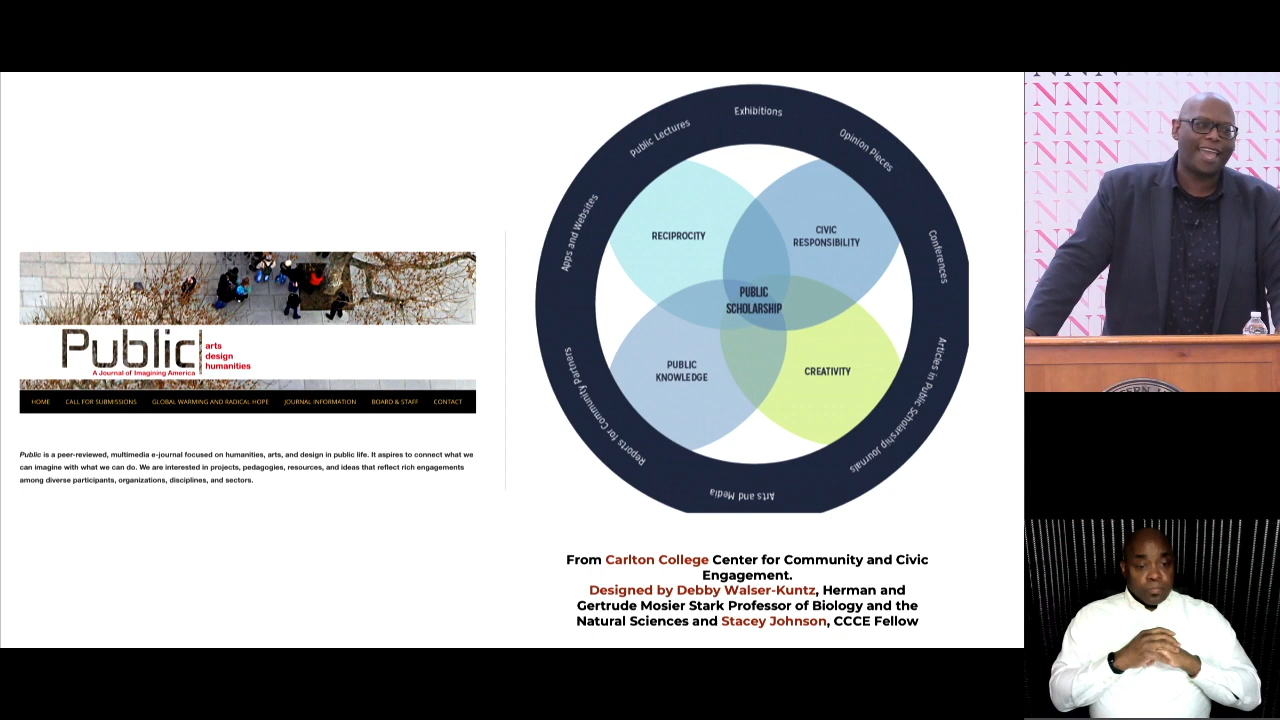 Public
arts
design
humanities
A Journal of Imagining America
HOME CALL FOR SUBMISSIONS GLOBAL WARMING AND RADICAL HOPE JOURNAL INFORMATION BOARD & STAFF CONTACT
Public is a peer-reviewed, multimedia e-journal focused on humanities, arts, and design in public life. It aspires to connect what we
can imagine with what we can do. We are interested in projects, pedagogies, resources, and ideas that reflect rich engagements
among diverse participants, organizations, disciplines, and sectors.
Exhibitions
Opinion Pieces
Conferences
Articles in Public Scholarship Journals
Arts and Media
Reports for Community Partners
Apps and Websites
Public Lectures
RECIPROCITY
CIVIC
RESPONSIBILITY
PUBLIC
SCHOLARSHIP
PUBLIC
KNOWLEDGE
CREATIVITY
From Carlton College Center for Community and Civic
Engagement.
Designed by Debby Walser-Kuntz, Herman and
Gertrude Mosier Stark Professor of Biology and the
Natural Sciences and Stacey Johnson, CCCE Fellow
NNN